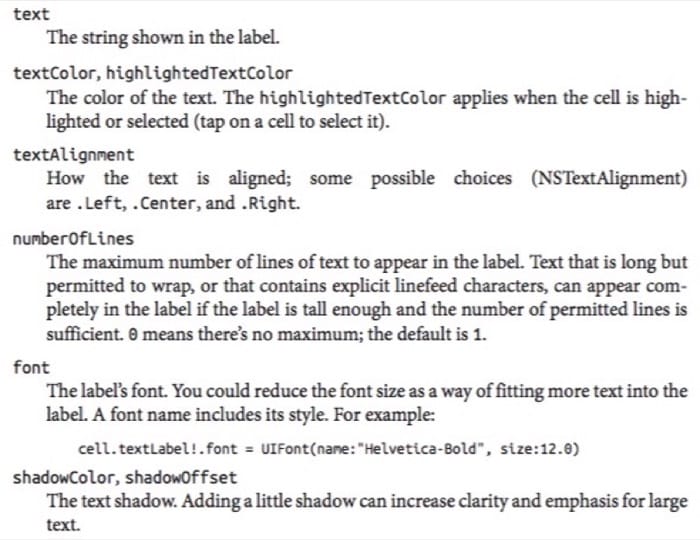 text
The string shown in the label.
textColor, highlightedTextColor
The color of the text. The highlightedTextColor applies when the cell is high-
lighted or selected (tap on a cell to select it).
textAlignment
How the text is aligned; some possible choices (NSTextAlignment)
are .Left, .Center, and .Right.
numberOfLines
The maximum number of lines of text to appear in the label. Text that is long but
permitted to wrap, or that contains explicit linefeed characters, can appear com-
pletely in the label if the label is tall enough and the number of permitted lines is
sufficient. 0 means there's no maximum; the default is 1.
font
The label's font. You could reduce the font size as a way of fitting more text into the
label. A font name includes its style. For example:
cell.textLabel!.font = UIFont(name:"Helvetica-Bold", size:12.0)
shadowColor, shadowOffset
The text shadow. Adding a little shadow can increase clarity and emphasis for large
text.